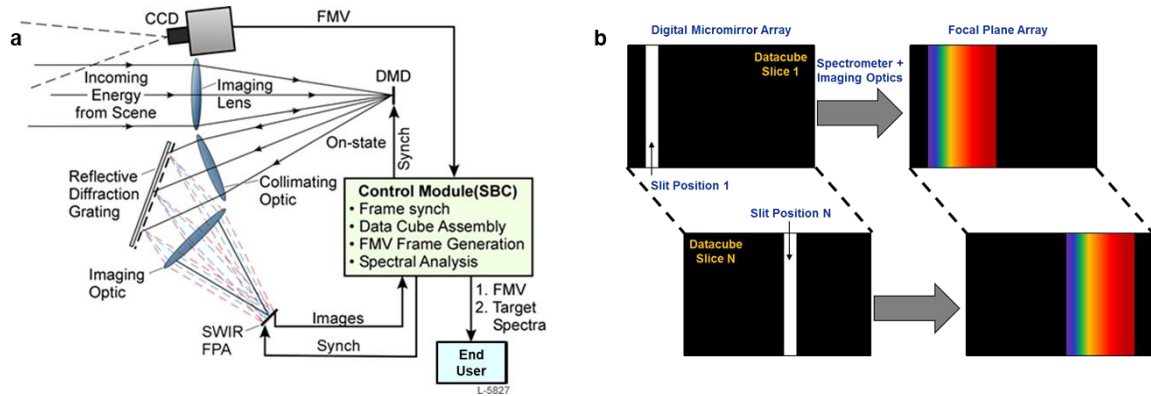 a
CCD
FMV
Incoming
Energy
from Scene
Imaging
Lens
DMD
On-state
Synch
Reflective
Diffraction
Grating
Collimating
Optic
Control Module(SBC)
• Frame synch
• Data Cube Assembly
• FMV Frame Generation
• Spectral Analysis
Imaging
Optic
SWIR
FPA
Images
Synch
1. FMV
2. Target
Spectra
End
User
L-5827
b
Digital Micromirror Array
Focal Plane Array
Datacube
Slice 1
Spectrometer +
Imaging Optics
Slit Position 1
Slit Position N
Datacube
Slice N